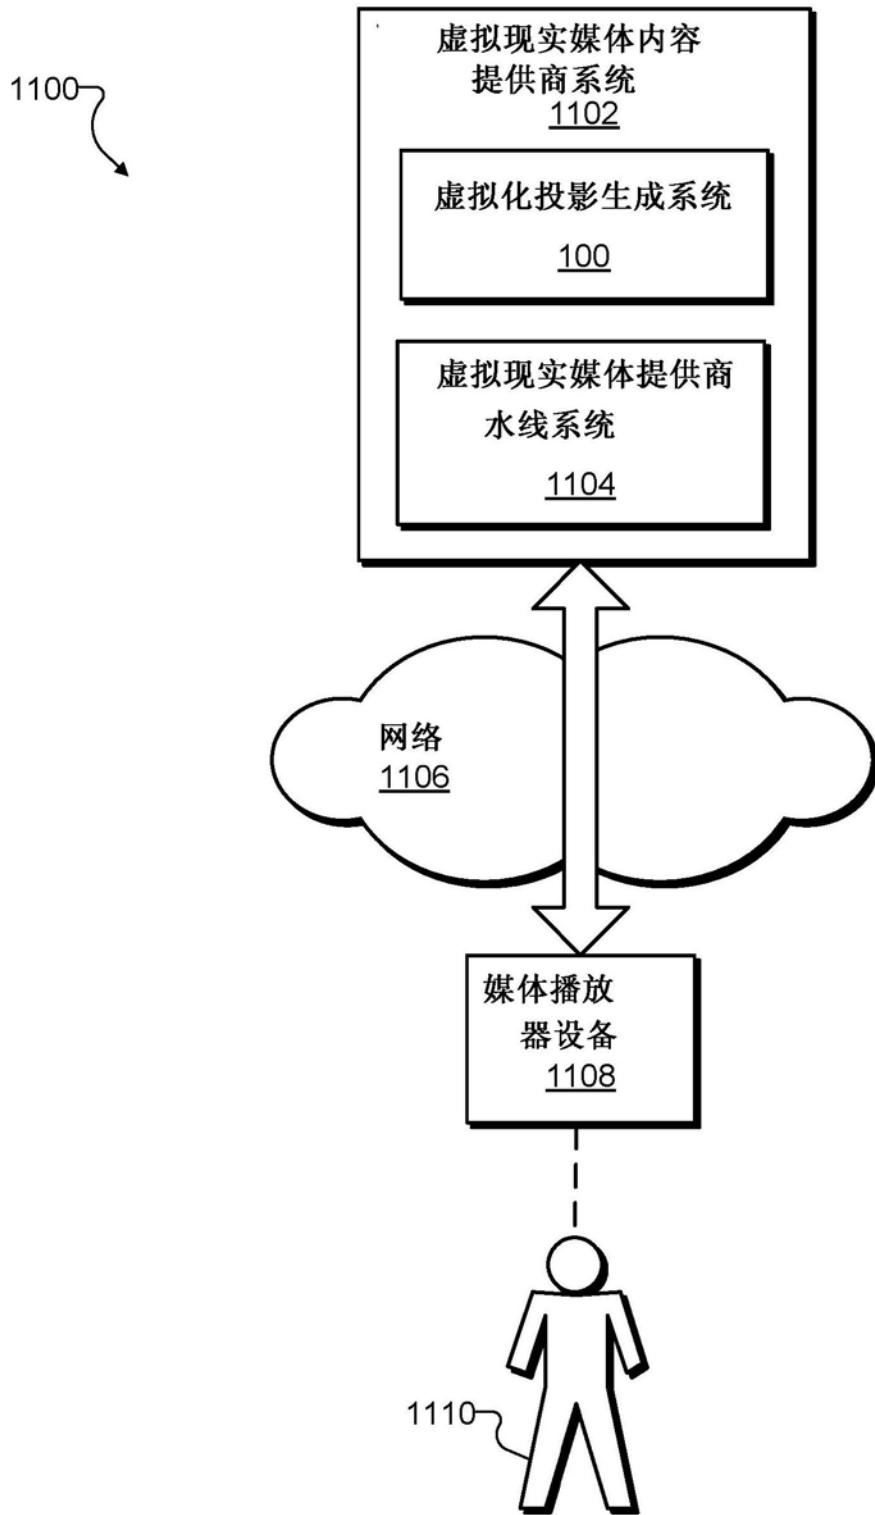 1100
虚拟现实媒体内容
提供商系统
1102
虚拟化投影生成系统
100
虚拟现实媒体提供商
水线系统
1104
网络
1106
媒体播放
器设备
1108
1110